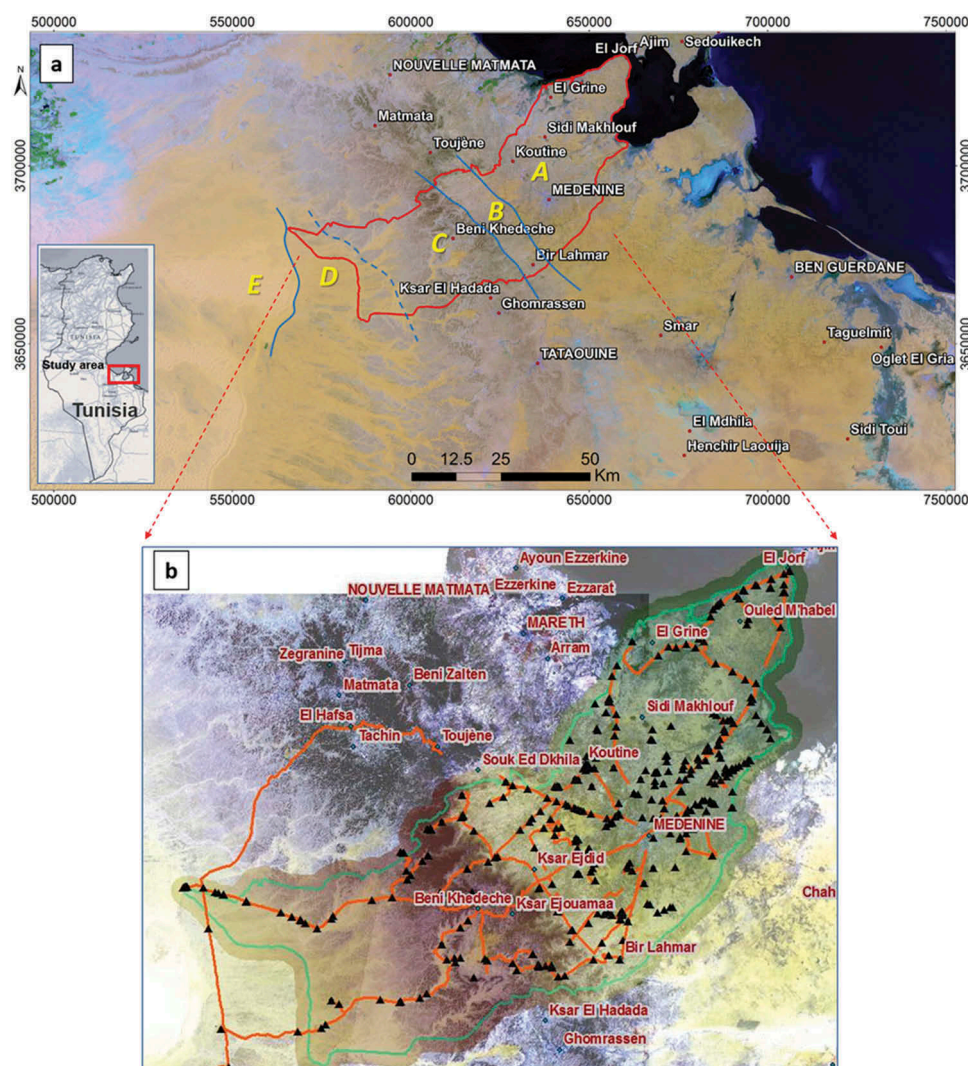 500000 550000 600000 650000 700000 750000
a
N
El Jorf
Ajim
Sedouikech
NOUVELLE MATMATA
El Grine
Matmata
Sidi Makhlouf
Toujène
Koutine
3700000
3700000
A
MEDENINE
B
Beni Khedache
C
Bir Lahmar
E
D
BEN GUERDANE
Ksar El Hadada
Ghomrassen
Smar
Taguelmit
3650000
3650000
TUNISIA
Study area
TATAOUINE
Oglet El Gria
Tunisia
El Mdhila
Sidi Toui
Henchir Laouija
0 12.5 25 50
Km
500000 550000 600000 650000 700000 750000
b
Ayoun Ezzerkine
El Jorf
NOUVELLE MATMATA
Ezzerkine
Ezzarat
Ouled M'habel
MARETH
El Grine
Zegranine
Tijma
Arram
Matmata
Beni Zalten
Sidi Makhlouf
El Hafsa
Tachin
Toujène
Souk Ed Dkhila
Koutine
MEDENINE
Ksar Ejdid
Chah
Beni Khedeche
Ksar Ejouamaa
Bir Lahmar
Ksar El Hadada
Ghomrassen